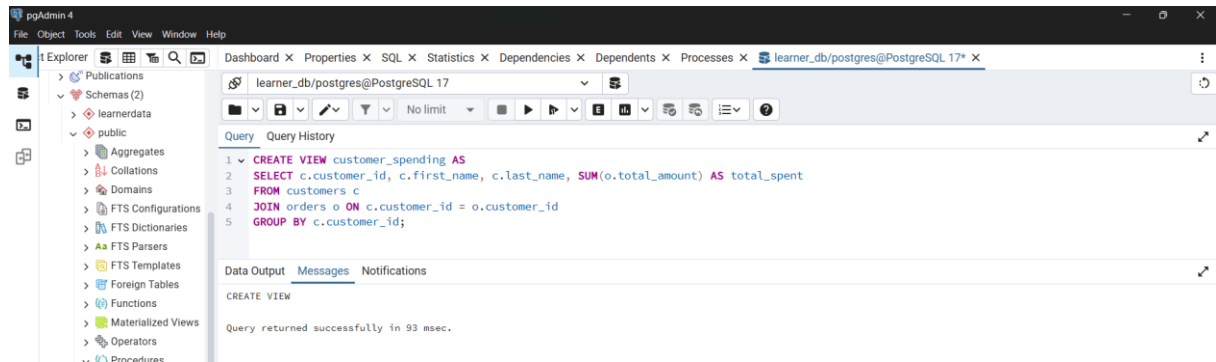 pgAdmin 4
File Object Tools Edit View Window Help
t Explorer
Dashboard X Properties X SQL X Statistics X Dependencies X Dependents X Processes X learner_db/postgres@PostgreSQL 17* X
Publications
Schemas (2)
learnerdata
public
Aggregates
Collations
Domains
FTS Configurations
FTS Dictionaries
Aa FTS Parsers
FTS Templates
Foreign Tables
Functions
Materialized Views
Operators
Procedures
learner_db/postgres@PostgreSQL 17
No limit
E
Query Query History
1 CREATE VIEW customer_spending AS
2 SELECT c.customer_id, c.first_name, c.last_name, SUM(o.total_amount) AS total_spent
3 FROM customers c
4 JOIN orders o ON c.customer_id = o.customer_id
5 GROUP BY c.customer_id;
Data Output Messages Notifications
CREATE VIEW
Query returned successfully in 93 msec.